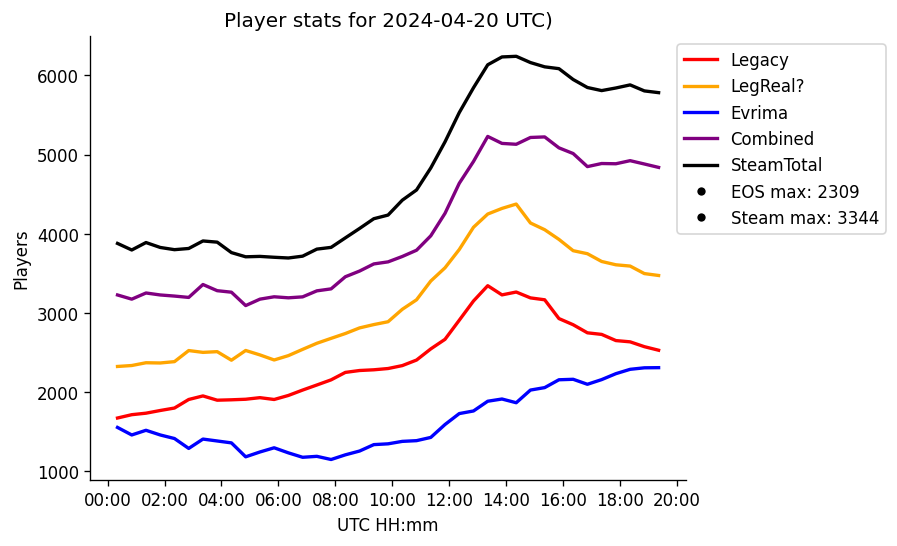 Player stats for 2024-04-20 UTC)
Players
6000
5000
4000
3000
2000
1000
00:00 02:00 04:00 06:00 08:00 10:00 12:00 14:00 16:00 18:00 20:00
UTC HH:mm
Legacy
LegReal?
Evrima
Combined
SteamTotal
EOS max: 2309
Steam max: 3344